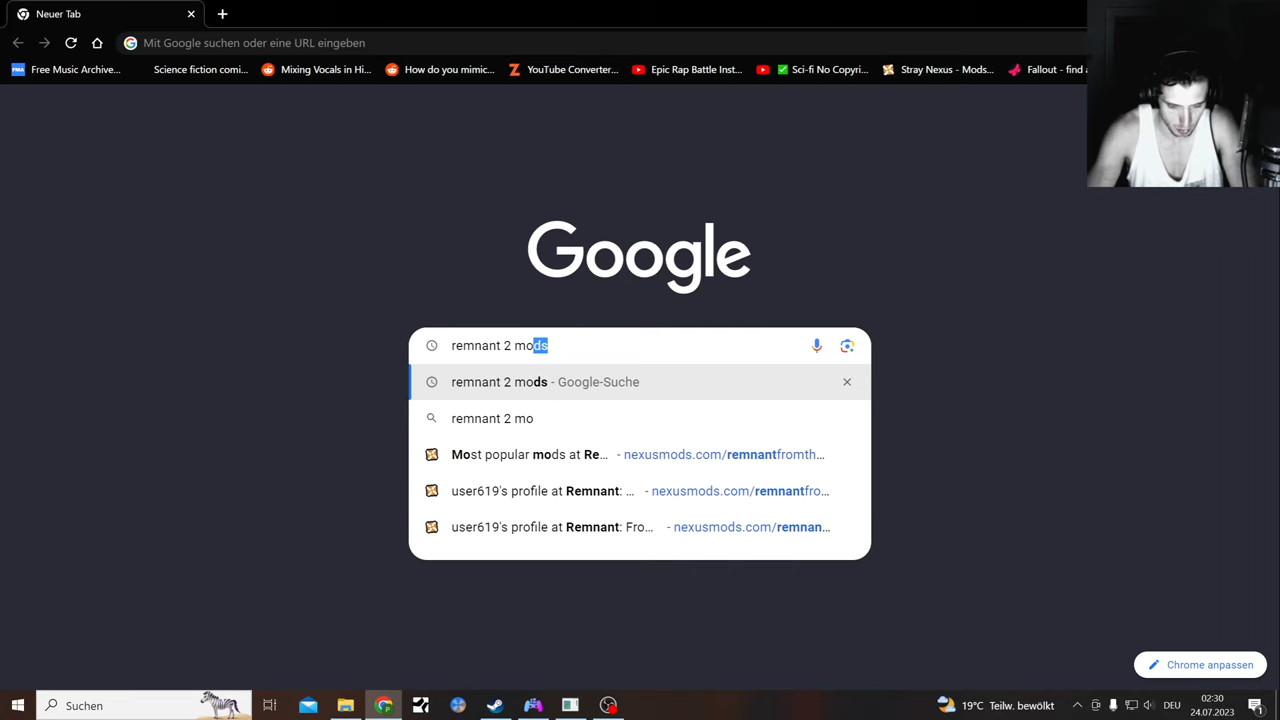 Neuer Tab
Mit Google suchen oder eine URL eingeben
Free Music Archive...
Science fiction comi...
Mixing Vocals in Hi...
How do you mimic...
YouTube Converter...
Epic Rap Battle Inst...
Sci-fi No Copyri...
Stray Nexus - Mods...
Fallout - find a
Google
remnant 2 mods
remnant 2 mods - Google-Suche
remnant 2 mo
Most popular mods at Re... - nexusmods.com/remnantfromth...
user619's profile at Remnant: ... - nexusmods.com/remnantfro...
user619's profile at Remnant: Fro... - nexusmods.com/remnan...
Chrome anpassen
Suchen
19°C Teilw. bewölkt
DEU
02:30
24.07.2023